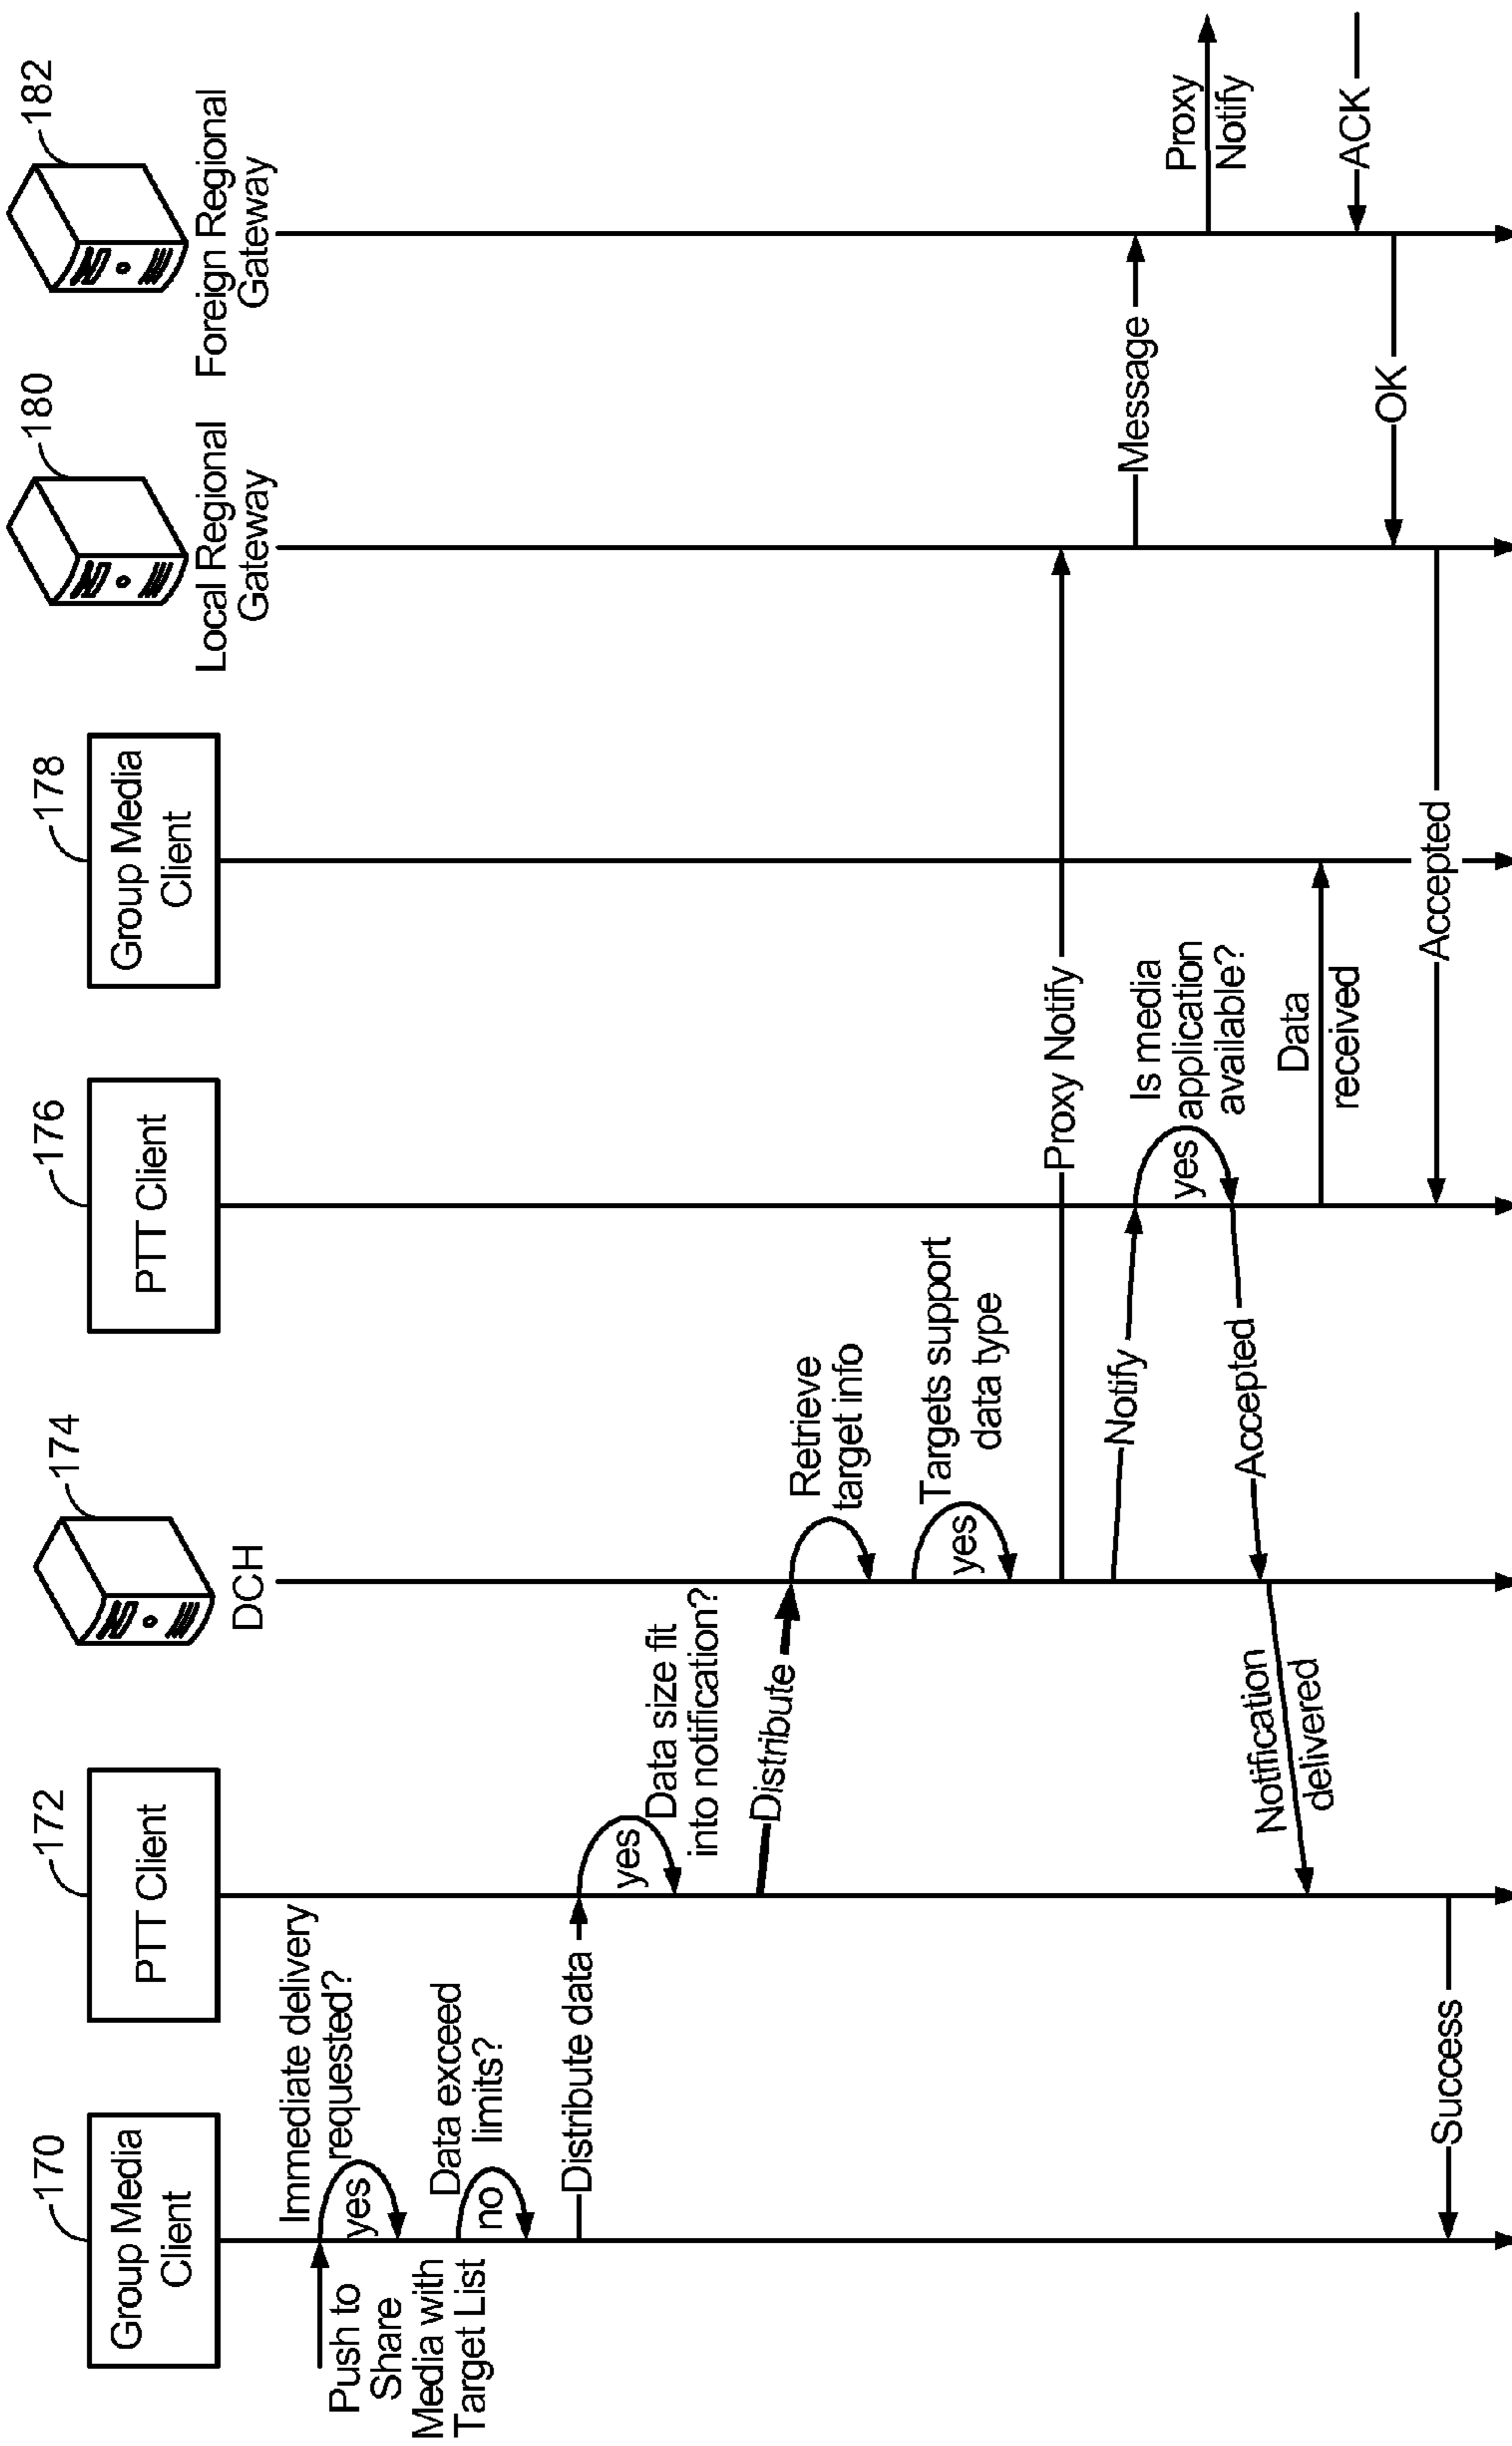 170
Group Media
Client
172
PTT Client
174
DCH
176
PTT Client
178
Group Media
Client
180
Local Regional
Gateway
182
Foreign Regional
Gateway
Push to
Share
Media with
Target List
Immediate delivery
requested?
yes
Data exceed
limits?
no
Distribute data
Data size fit
into notification?
yes
Distribute
Retrieve
target info
Targets support
data type
yes
Proxy Notify
Notify
Message
Is media
application
available?
yes
Proxy
Notify
Accepted
Notification
delivered
Data
received
ACK
OK
Accepted
Success